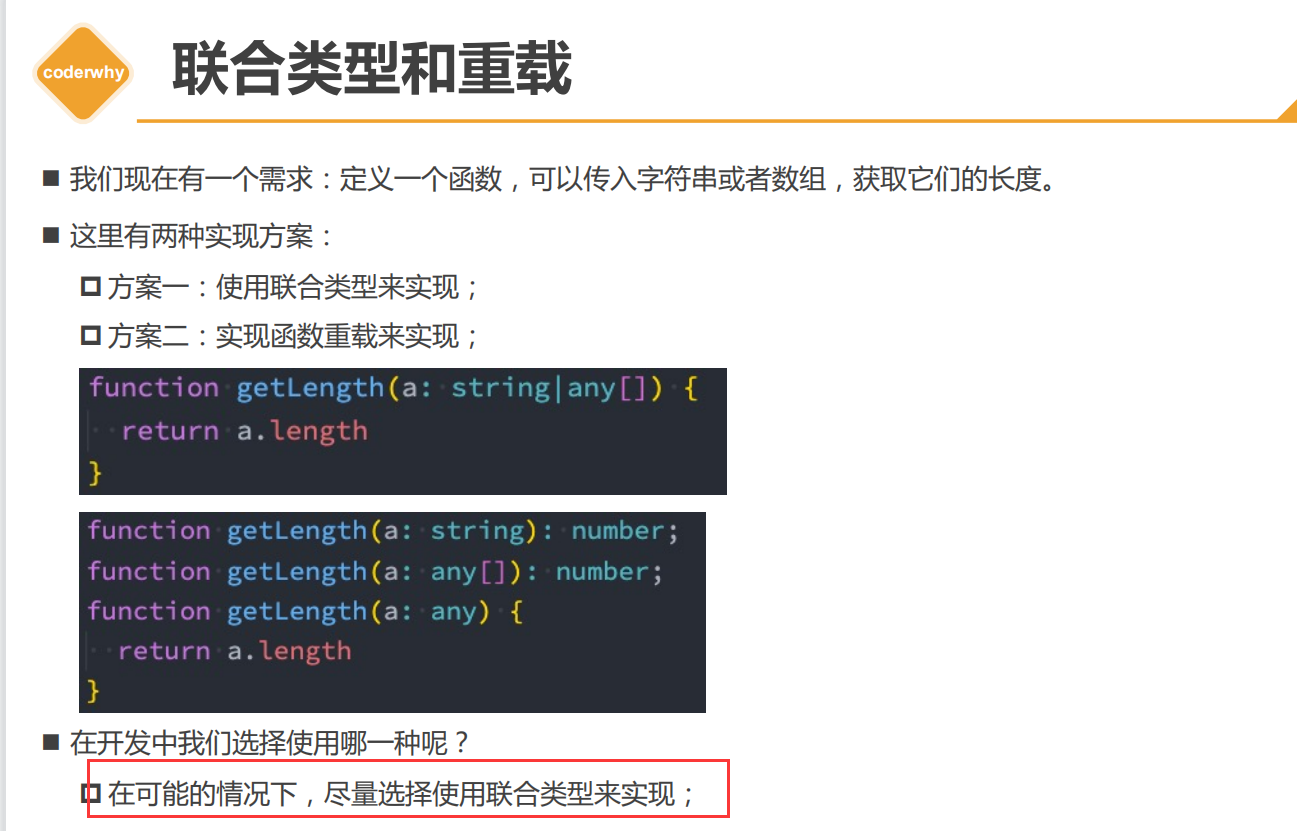 coderwhy
联合类型和重载
■ 我们现在有一个需求：定义一个函数，可以传入字符串或者数组，获取它们的长度。
■ 这里有两种实现方案：
方案一：使用联合类型来实现；
方案二：实现函数重载来实现；
function getLength(a: string|any[]) {
  return a.length
}
function getLength(a: string): number;
function getLength(a: any[]): number;
function getLength(a: any) {
  return a.length
}
■ 在开发中我们选择使用哪一种呢？
在可能的情况下，尽量选择使用联合类型来实现；